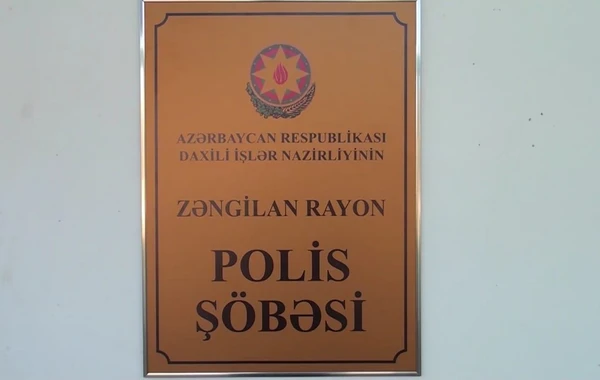 AZƏRBAYCAN RESPUBLİKASI
DAXİLİ İŞLƏR NAZİRLİYİNİN
ZƏNGİLAN RAYON
POLİS
ŞÖBƏSİ